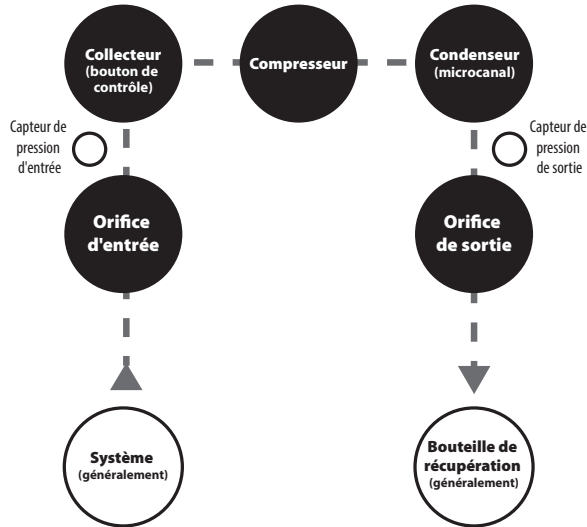 Collecteur
(bouton de
contrôle)
Compresseur
Condenseur
(microcanal)
Capteur de
pression
d'entrée
Capteur de
pression
de sortie
Orifice
d'entrée
Orifice
de sortie
Système
(généralement)
Bouteille de
récupération
(généralement)